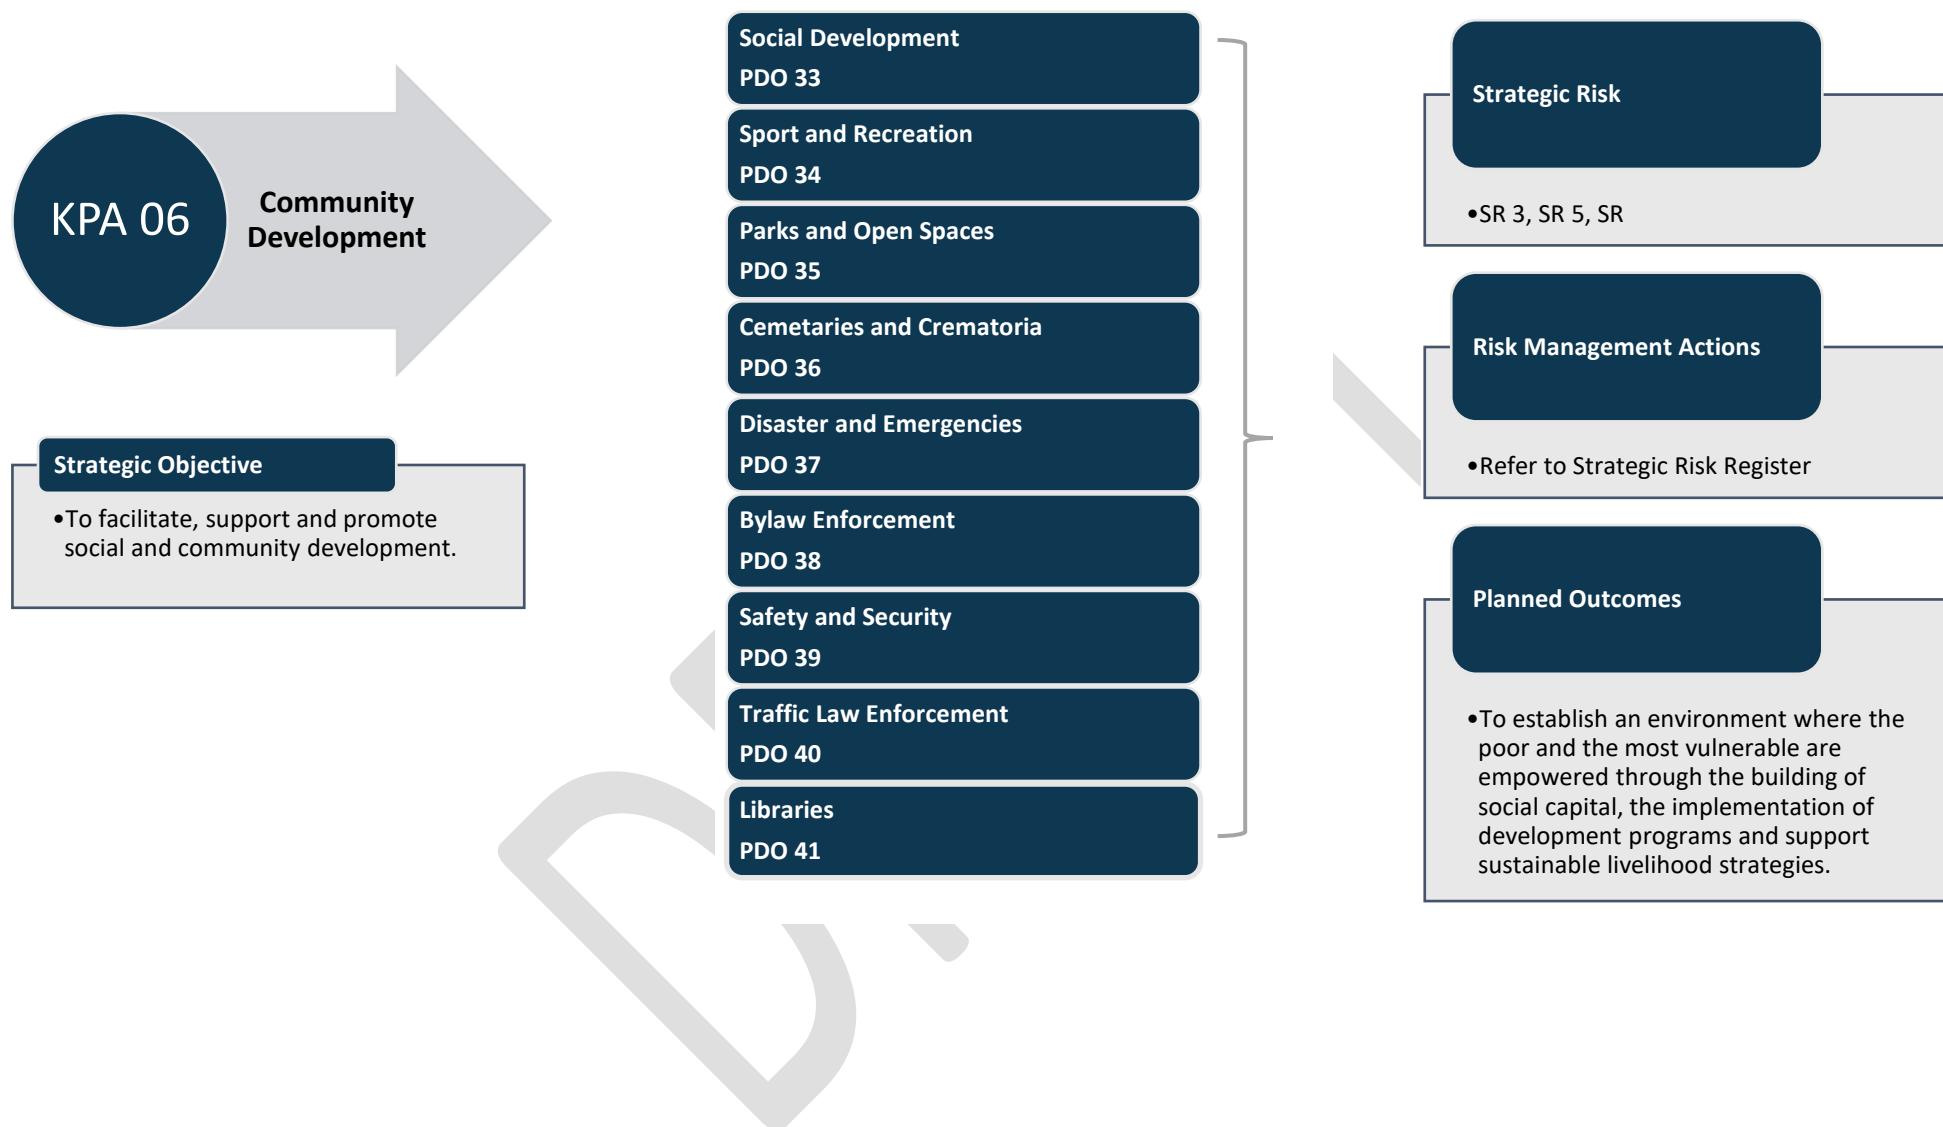 KPA 06
Community
Development
Strategic Objective
•To facilitate, support and promote
social and community development.
Social Development
PDO 33
Sport and Recreation
PDO 34
Parks and Open Spaces
PDO 35
Cemetaries and Crematoria
PDO 36
Disaster and Emergencies
PDO 37
Bylaw Enforcement
PDO 38
Safety and Security
PDO 39
Traffic Law Enforcement
PDO 40
Libraries
PDO 41
Strategic Risk
•SR 3, SR 5, SR
Risk Management Actions
•Refer to Strategic Risk Register
Planned Outcomes
•To establish an environment where the
poor and the most vulnerable are
empowered through the building of
social capital, the implementation of
development programs and support
sustainable livelihood strategies.